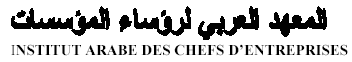 المعهد العربي لرؤساء المؤسسات
INSTITUT ARABE DES CHEFS D'ENTREPRISES